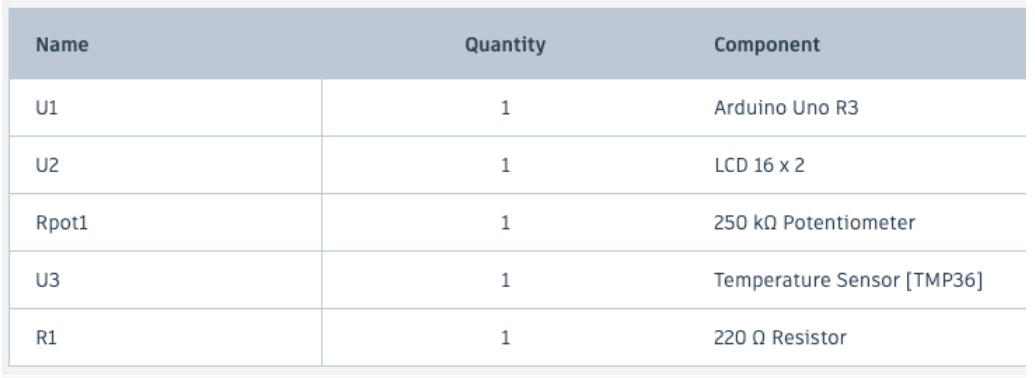 Name Quantity Component
U1 1 Arduino Uno R3
U2 1 LCD 16 x 2
Rpot1 1 250 kΩ Potentiometer
U3 1 Temperature Sensor [TMP36]
R1 1 220 Ω Resistor